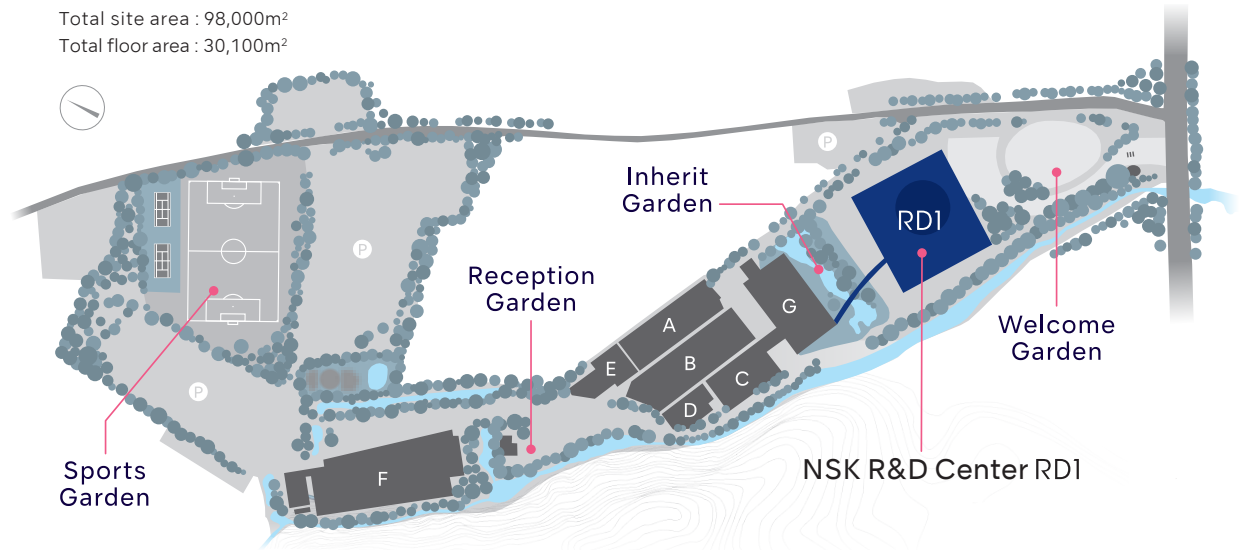 Total site area : 98,000m²
Total floor area : 30,100m²
P
Inherit
Garden
RD1
P
Reception
Garden
A
G
Welcome
Garden
E
B
C
D
P
Sports
Garden
F
NSK R&D Center RD1